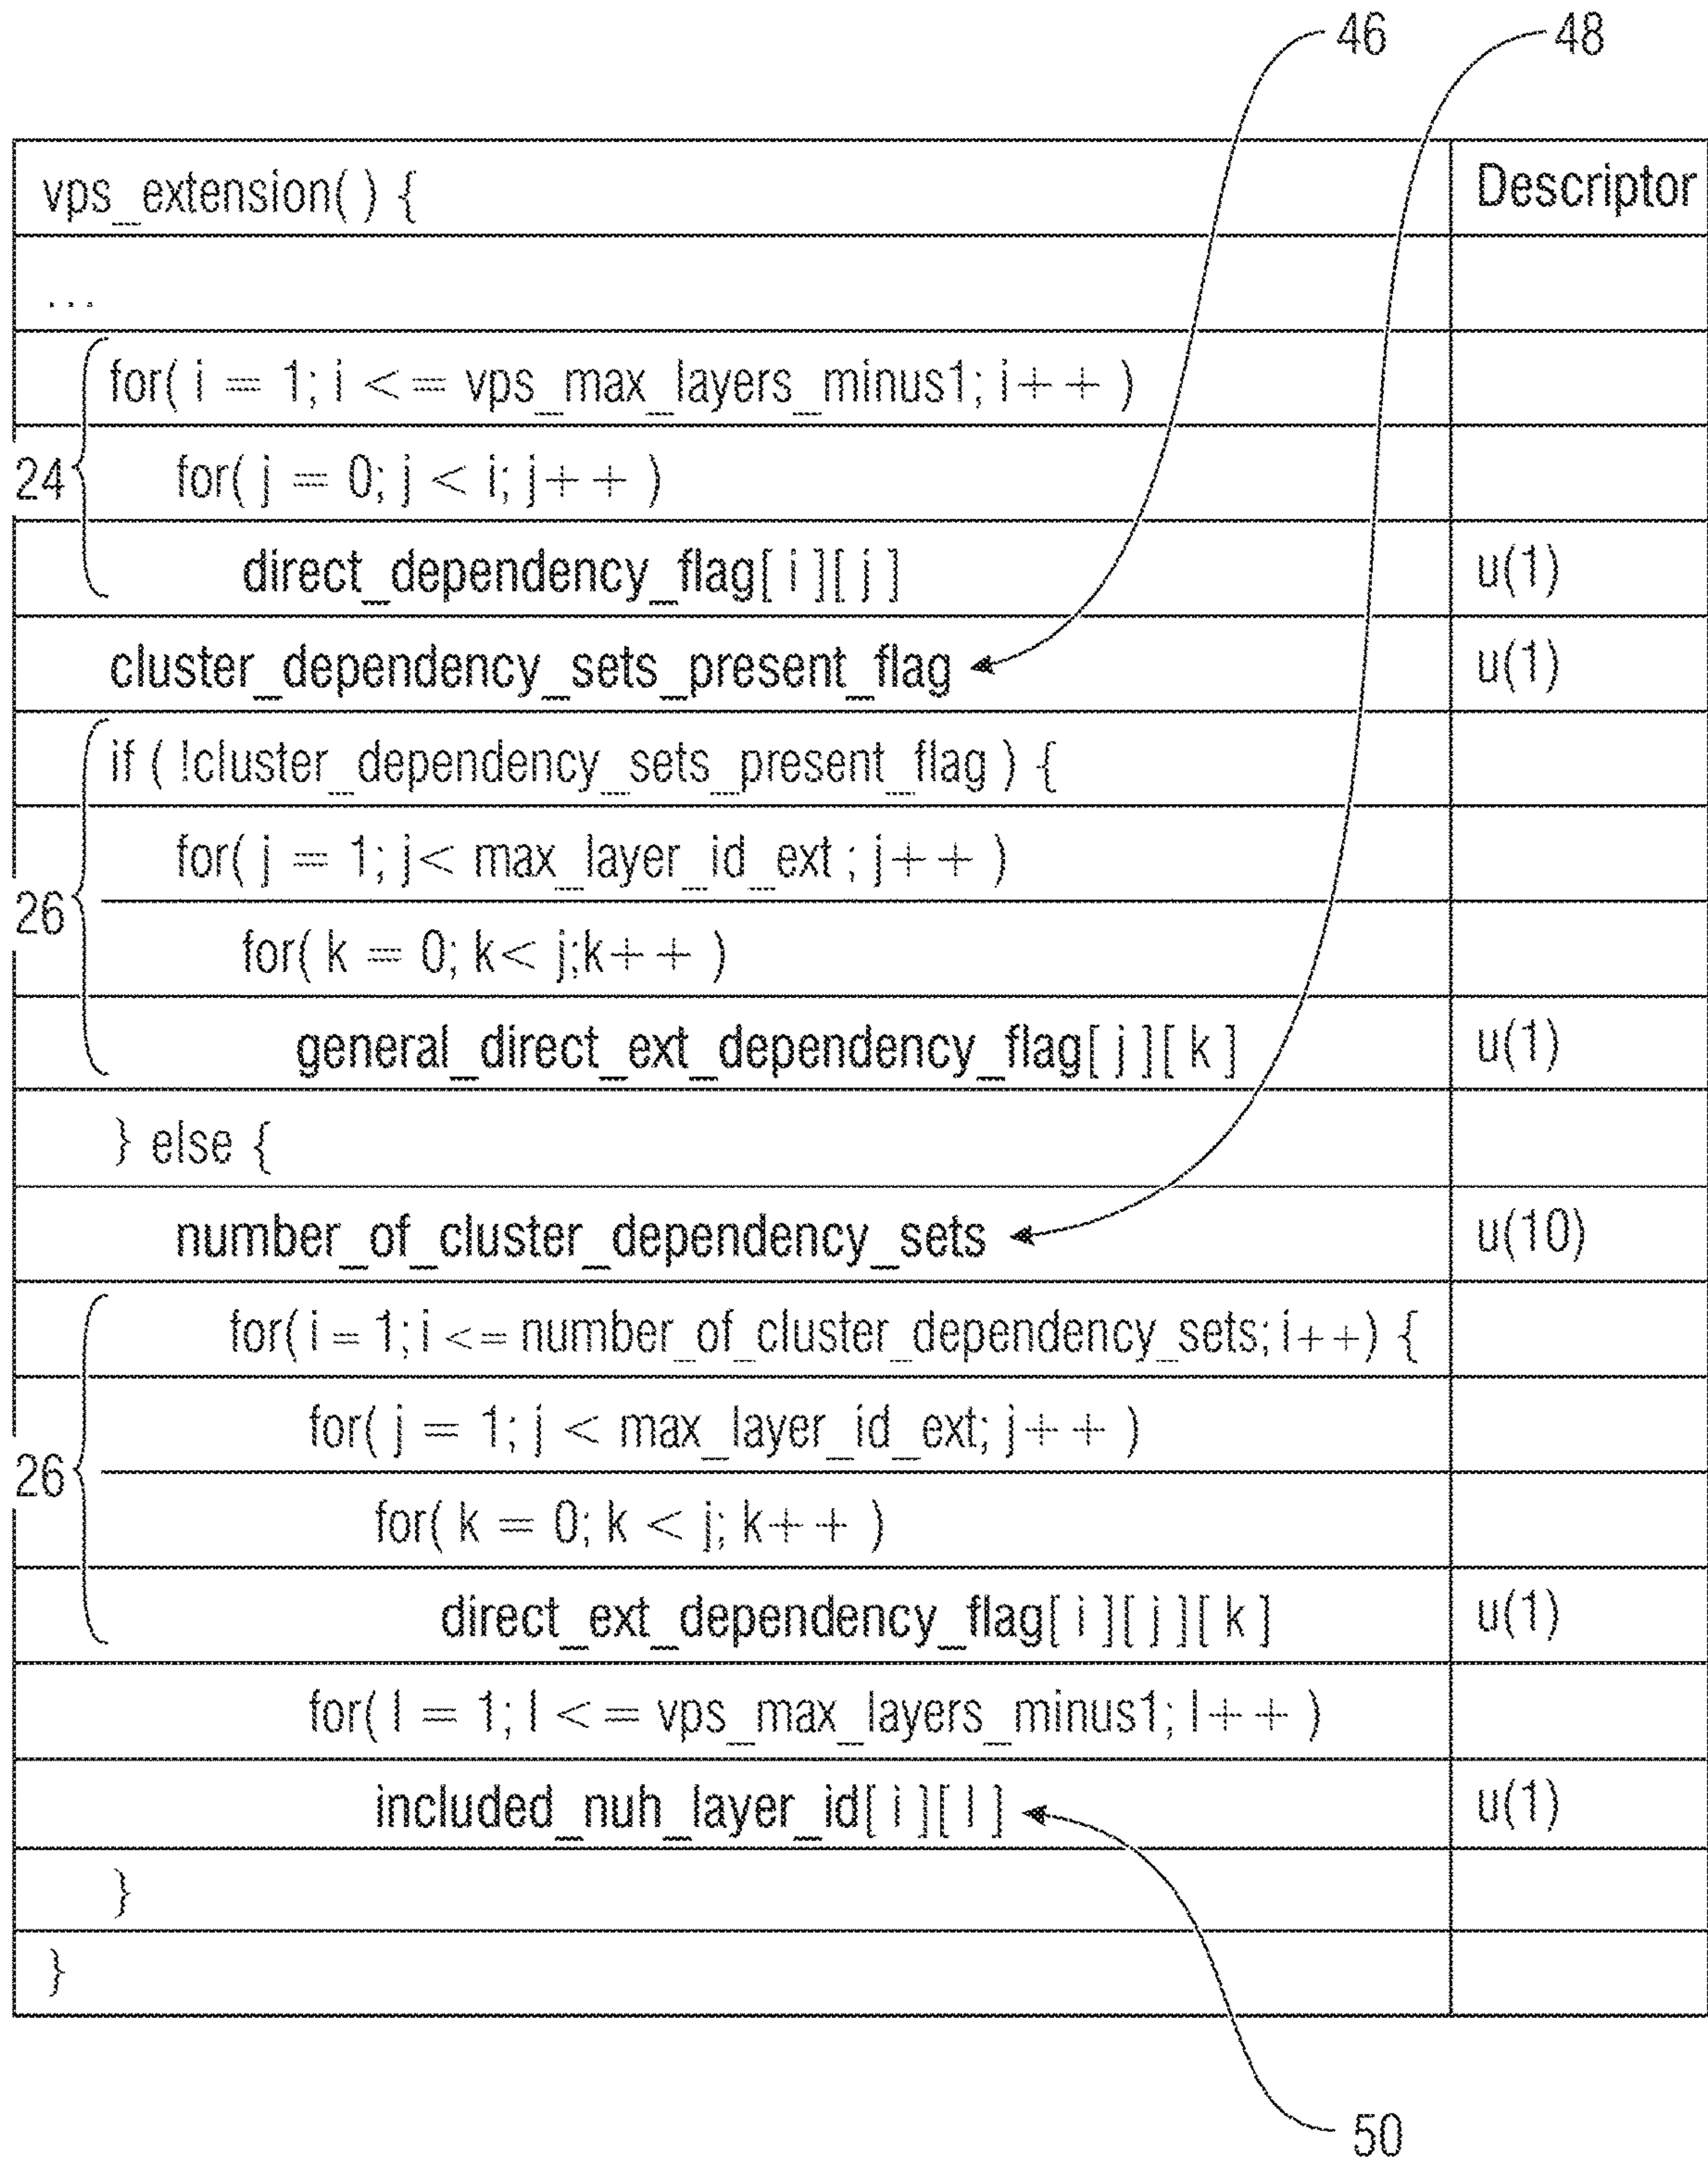 46 48
vps_extension( ) { Descriptor
...
for( i = 1; i <= vps_max_layers_minus1; i++ )
24 for( j = 0; j < i; j++ )
direct_dependency_flag[ i ][ j ] u(1)
cluster_dependency_sets_present_flag u(1)
if ( !cluster_dependency_sets_present_flag ) {
for( j = 1; j< max_layer_id_ext ; j++ )
26
for( k = 0; k< j;k++ )
general_direct_ext_dependency_flag[ j ][ k ] u(1)
} else {
number_of_cluster_dependency_sets u(10)
for( i = 1; i <= number_of_cluster_dependency_sets; i++) {
for( j = 1; j < max_layer_id_ext; j++ )
26
for( k = 0; k < j; k++ )
direct_ext_dependency_flag[ i ][ j ][ k ] u(1)
for( l = 1; l <= vps_max_layers_minus1; l++ )
included_nuh_layer_id[ i ][ l ] u(1)
}
}
50